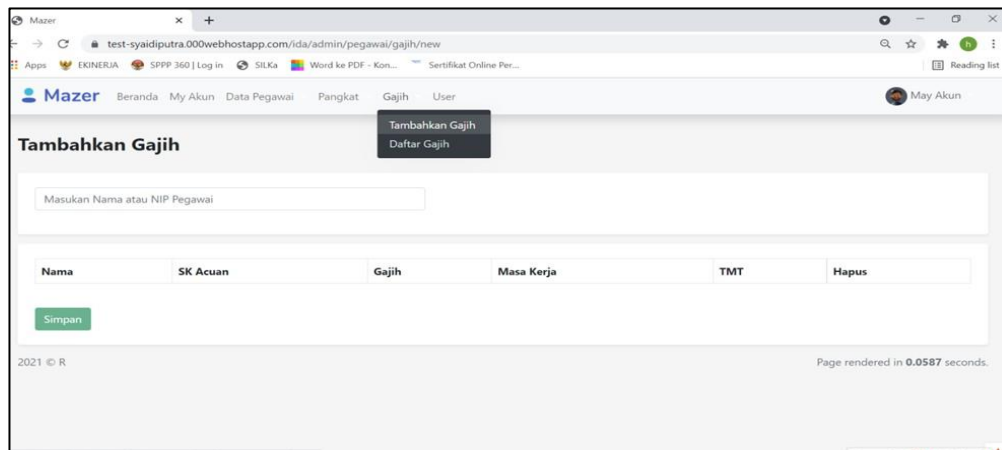 Mazer
test-syaidiputra.000webhostapp.com/ida/admin/pegawai/gajih/new
h
Apps EKINERJA SPPP 360 | Log in SILKa Word ke PDF - Kon... Sertifikat Online Per... Reading list
Mazer Beranda My Akun Data Pegawai Pangkat Gajih User May Akun
Tambahkan Gajih
Daftar Gajih
Tambahkan Gajih
Masukan Nama atau NIP Pegawai
Nama SK Acuan Gajih Masa Kerja TMT Hapus
Simpan
2021 © R Page rendered in 0.0587 seconds.